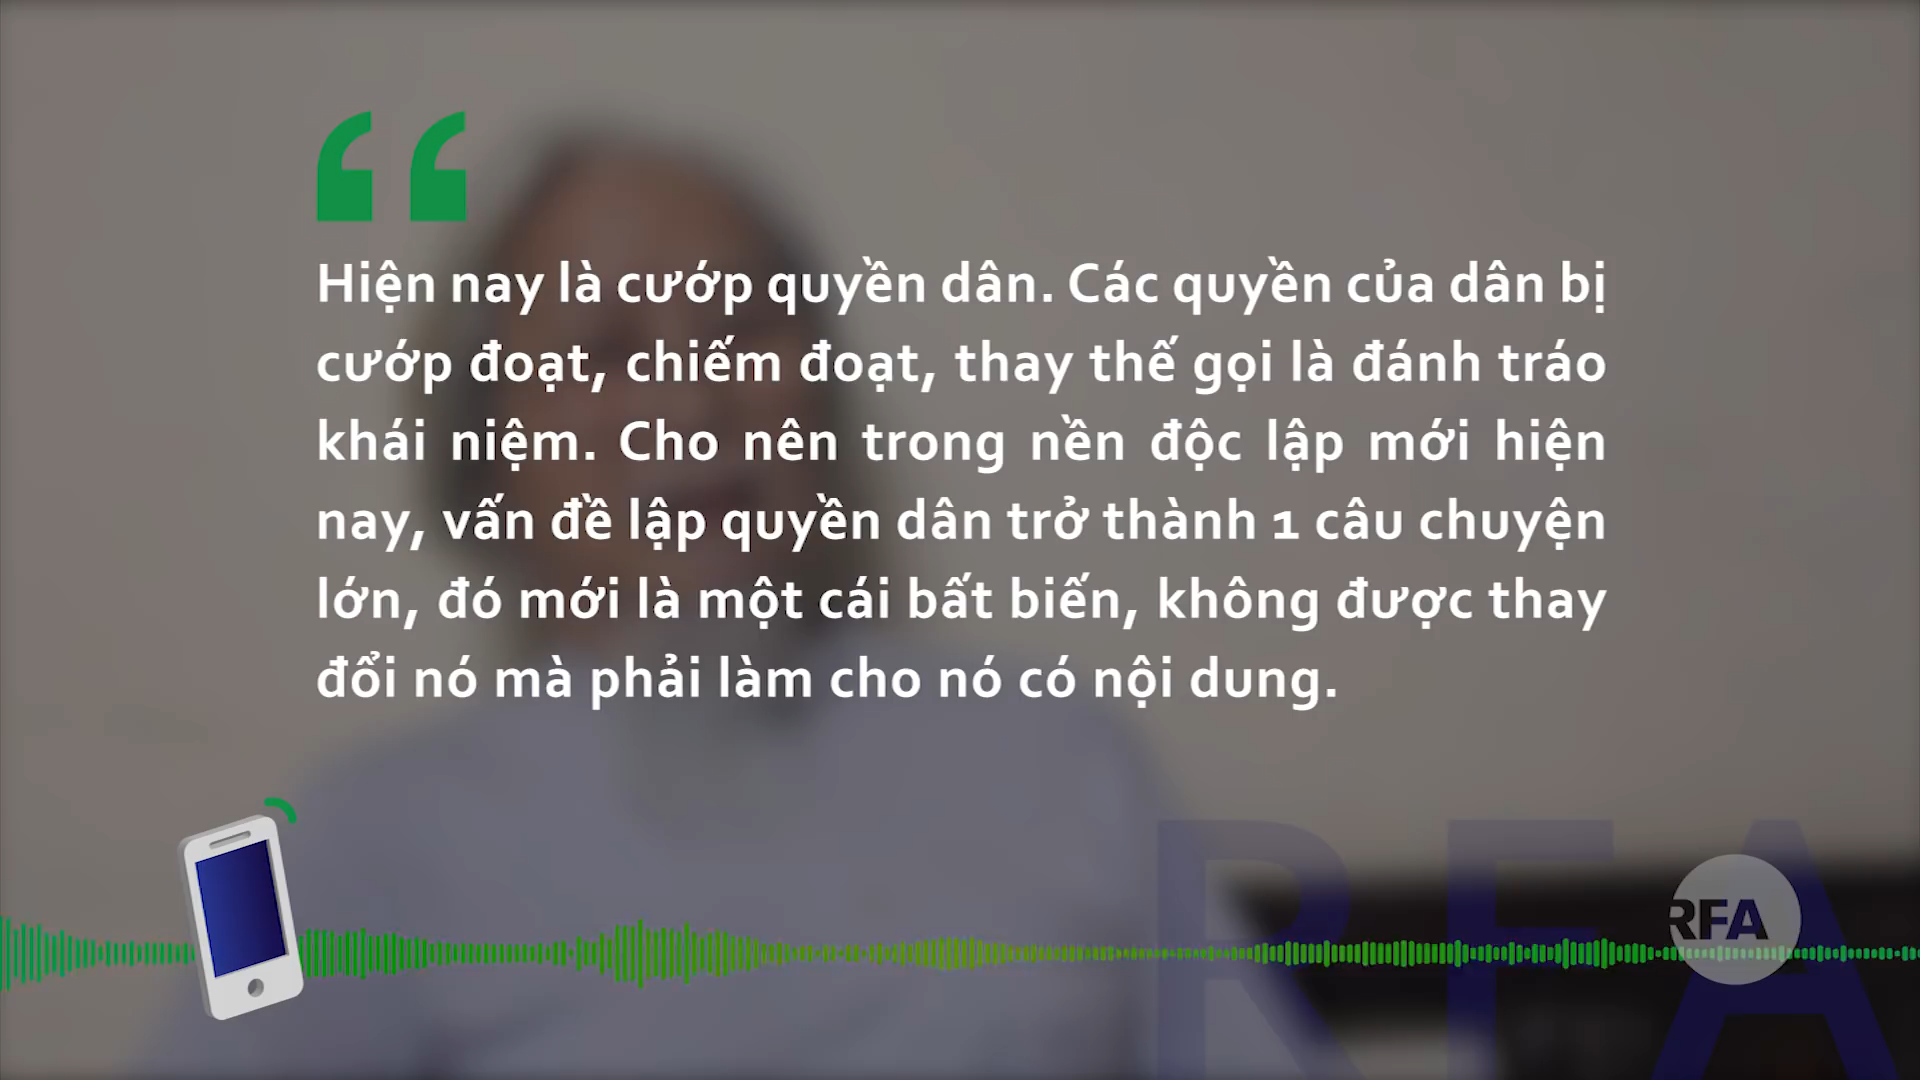 Hiện nay là cướp quyền dân. Các quyền của dân bị
cướp đoạt, chiếm đoạt, thay thế gọi là đánh tráo
khái niệm. Cho nên trong nền độc lập mới hiện
nay, vấn đề lập quyền dân trở thành 1 câu chuyện
lớn, đó mới là một cái bất biến, không được thay
đổi nó mà phải làm cho nó có nội dung.
RFA
RFA